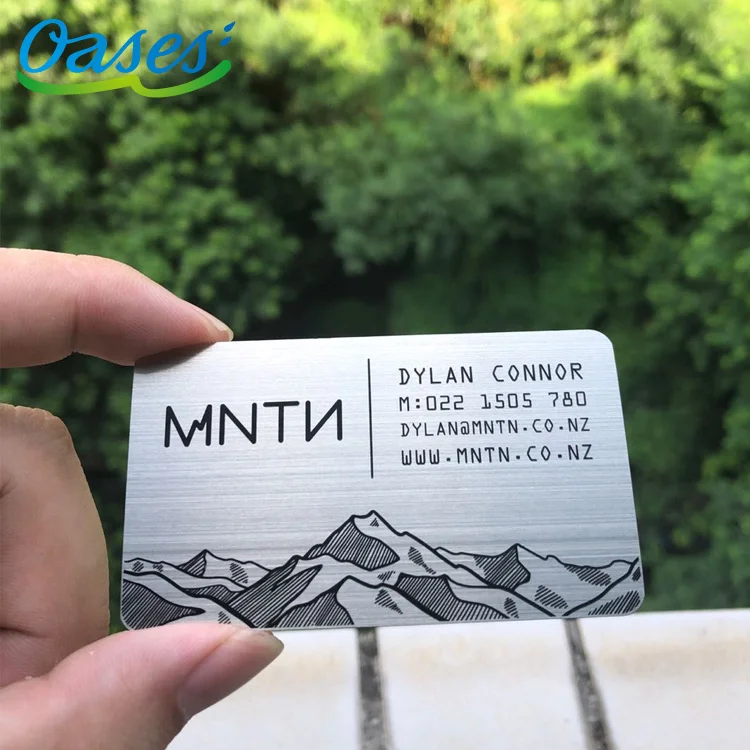 Oases
MNTN
DYLAN CONNOR
M:022 1505 780
DYLAN@MNTN.CO.NZ
WWW.MNTN.CO.NZ